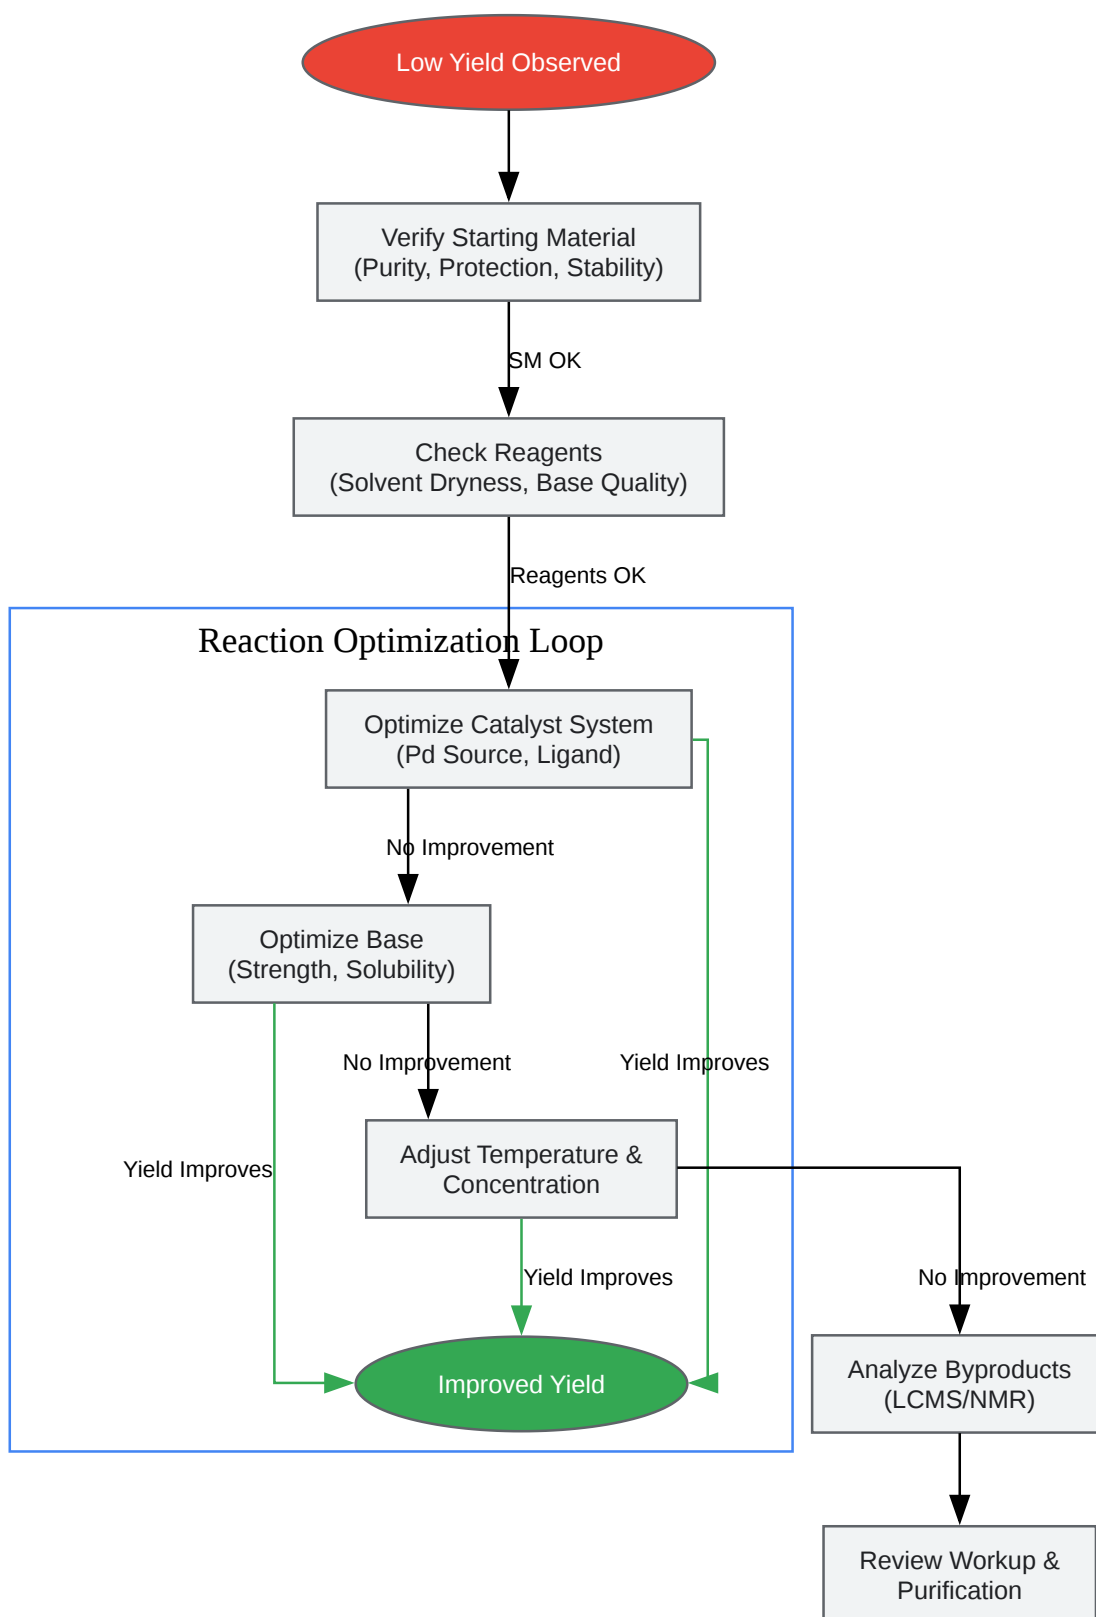 Low Yield Observed
Verify Starting Material
(Purity, Protection, Stability)
SM OK
Check Reagents
(Solvent Dryness, Base Quality)
Reagents OK
Reaction Optimization Loop
Optimize Catalyst System
(Pd Source, Ligand)
No Improvement
Optimize Base
(Strength, Solubility)
No Improvement
Yield Improves
Adjust Temperature &
Concentration
Yield Improves
Yield Improves
No Improvement
Improved Yield
Analyze Byproducts
(LCMS/NMR)
Review Workup &
Purification